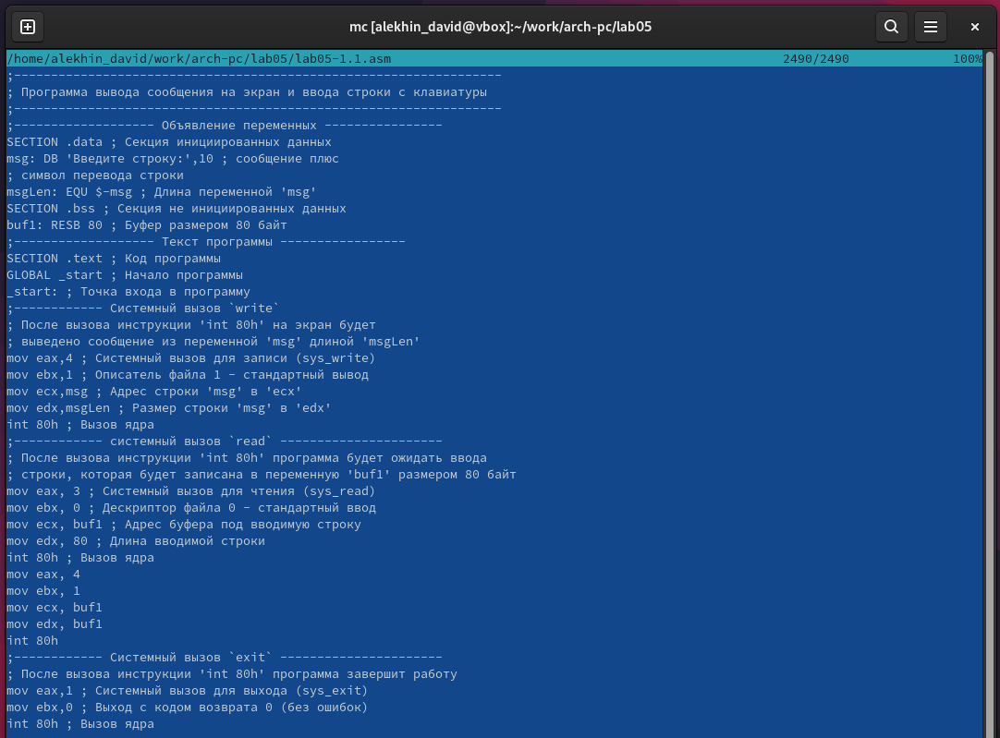 mc [alekhin_david@vbox]:~/work/arch-pc/lab05
/home/alekhin_david/work/arch-pc/lab05/lab05-1.1.asm 2490/2490 100%
;------------------------------------------------------------------
; Программа вывода сообщения на экран и ввода строки с клавиатуры
;------------------------------------------------------------------
;------------------- Объявление переменных ----------------
SECTION .data ; Секция инициированных данных
msg: DB 'Введите строку:',10 ; сообщение плюс
; символ перевода строки
msgLen: EQU $-msg ; Длина переменной 'msg'
SECTION .bss ; Секция не инициированных данных
buf1: RESB 80 ; Буфер размером 80 байт
;------------------- Текст программы -----------------
SECTION .text ; Код программы
GLOBAL _start ; Начало программы
_start: ; Точка входа в программу
;------------ Системный вызов `write`
; После вызова инструкции 'int 80h' на экран будет
; выведено сообщение из переменной 'msg' длиной 'msgLen'
mov eax,4 ; Системный вызов для записи (sys_write)
mov ebx,1 ; Описатель файла 1 - стандартный вывод
mov ecx,msg ; Адрес строки 'msg' в 'ecx'
mov edx,msgLen ; Размер строки 'msg' в 'edx'
int 80h ; Вызов ядра
;------------ системный вызов `read` ----------------------
; После вызова инструкции 'int 80h' программа будет ожидать ввода
; строки, которая будет записана в переменную 'buf1' размером 80 байт
mov eax, 3 ; Системный вызов для чтения (sys_read)
mov ebx, 0 ; Дескриптор файла 0 - стандартный ввод
mov ecx, buf1 ; Адрес буфера под вводимую строку
mov edx, 80 ; Длина вводимой строки
int 80h ; Вызов ядра
mov eax, 4
mov ebx, 1
mov ecx, buf1
mov edx, buf1
int 80h
;------------ Системный вызов `exit` ----------------------
; После вызова инструкции 'int 80h' программа завершит работу
mov eax,1 ; Системный вызов для выхода (sys_exit)
mov ebx,0 ; Выход с кодом возврата 0 (без ошибок)
int 80h ; Вызов ядра